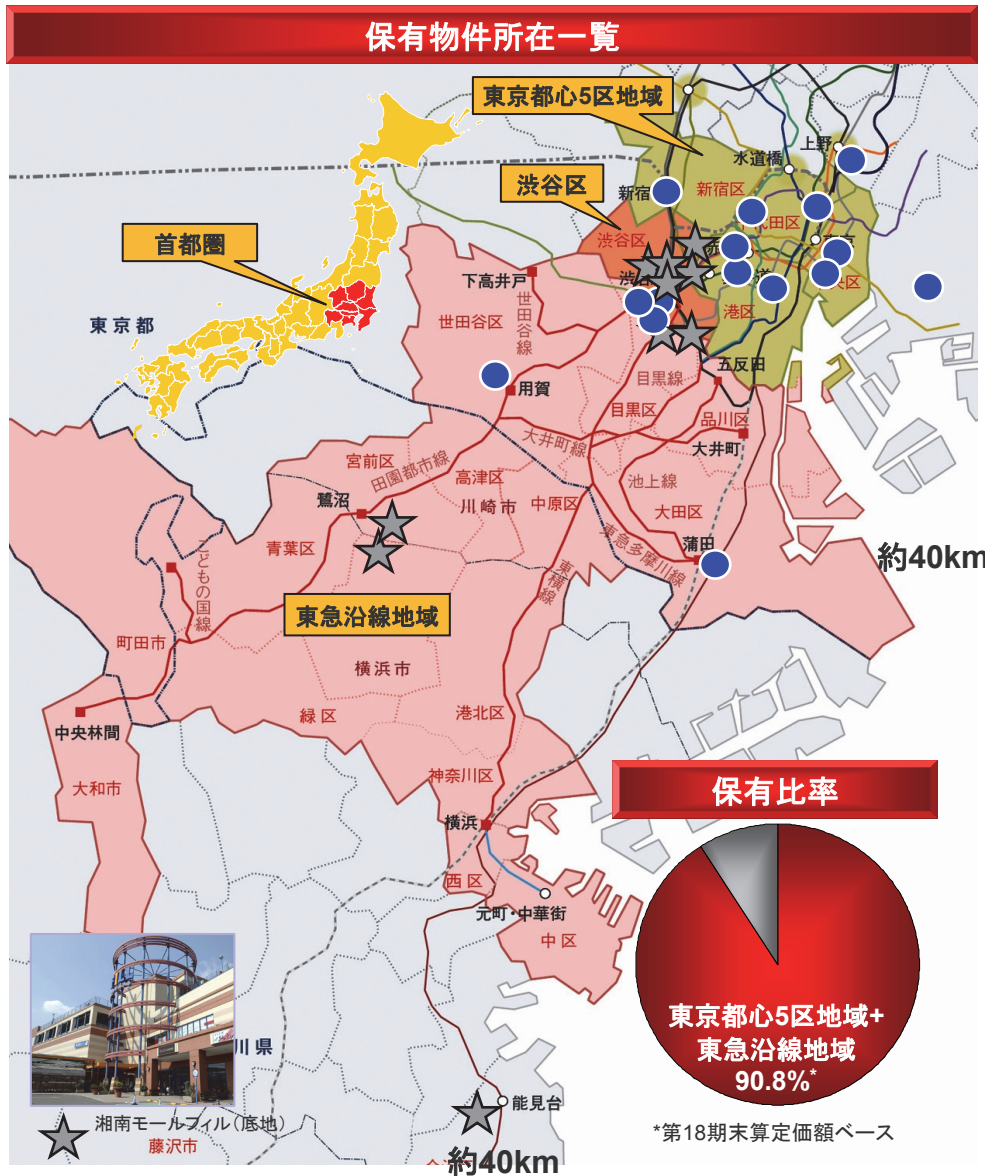 保有物件所在一覧
東京都心5区地域
上野
水道橋
渋谷区
新宿
新宿区
代田区
渋谷区
首都圏
下高井戸
渋谷
央区
東京都
世田谷区
世田谷線
港区
五反田
用賀
目黒線
目黒区
品川区
大井町線
大井町
宮前区
田園都市線
高津区
池上線
鷺沼
川崎市
中原区
大田区
青葉区
東急多摩川線
蒲田
約40km
こどもの国線
東横線
東急沿線地域
町田市
横浜市
緑区
港北区
中央林間
大和市
神奈川区
保有比率
横浜
西区
元町・中華街
中区
東京都心5区地域+
東急沿線地域
90.8%*
川県
能見台
湘南モールフィル(底地)
藤沢市
*第18期末算定価額ベース
約40km